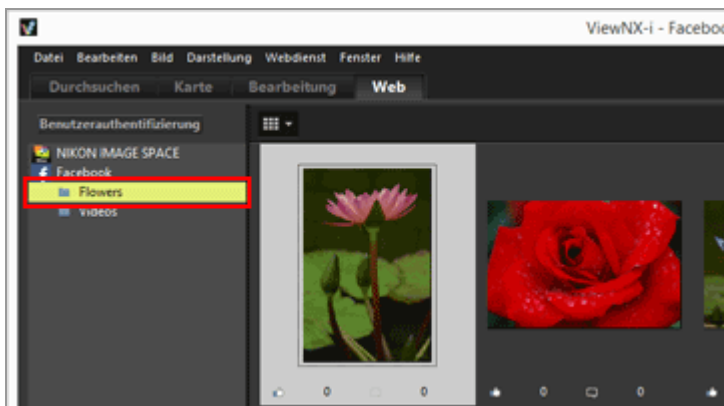 ViewNX-i - Faceboo
Datei Bearbeiten Bild Darstellung Webdienst Fenster Hilfe
Durchsuchen Karte Bearbeitung Web
Benutzerauthentifizierung
NIKON IMAGE SPACE
Facebook
Flowers
Videos
0 0 0 0